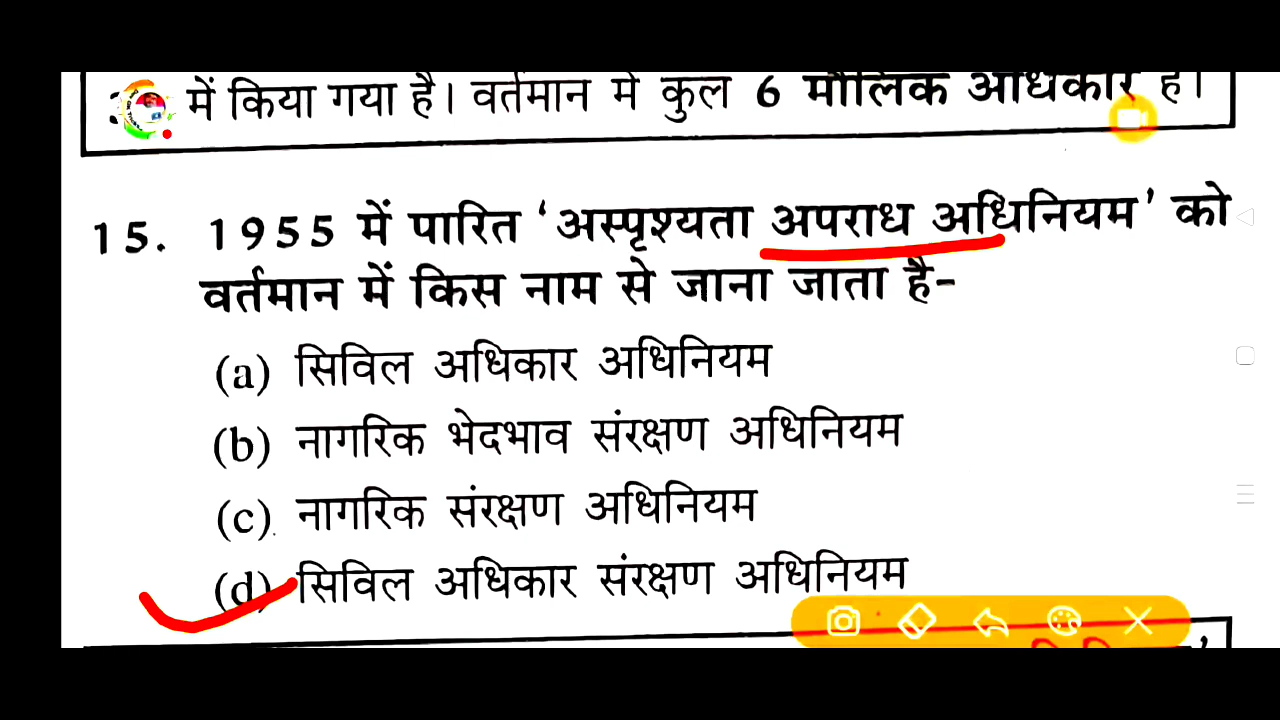 में किया गया है। वर्तमान में कुल 6 मौलिक अधिकार है।
15. 1955 में पारित ‘अस्पृश्यता अपराध अधिनियम’ को
वर्तमान में किस नाम से जाना जाता है-
(a) सिविल अधिकार अधिनियम
(b) नागरिक भेदभाव संरक्षण अधिनियम
(c) नागरिक संरक्षण अधिनियम
(d) सिविल अधिकार संरक्षण अधिनियम